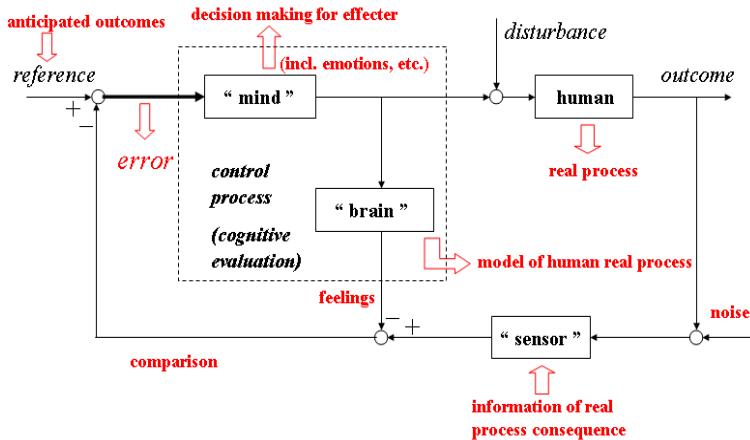 anticipated outcomes
decision making for effecter
disturbance
reference
(incl. emotions, etc.)
outcome
+
−
“ mind ”
human
error
control
process
(cognitive
evaluation)
real process
“ brain ”
model of human real process
feelings
noise
−
+
“ sensor ”
comparison
information of real
process consequence